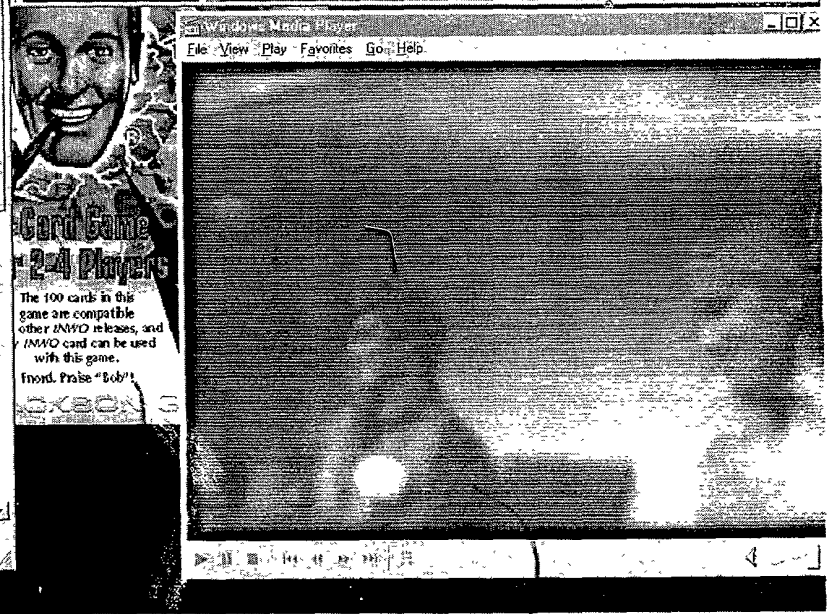 Card Game
2-4 Players
The 100 cards in this
game are compatible
other INWO releases, and
INWO card can be used
with this game.
Fnord. Praise "Bob"!
Windows Media Player
File View Play Favorites Go Help